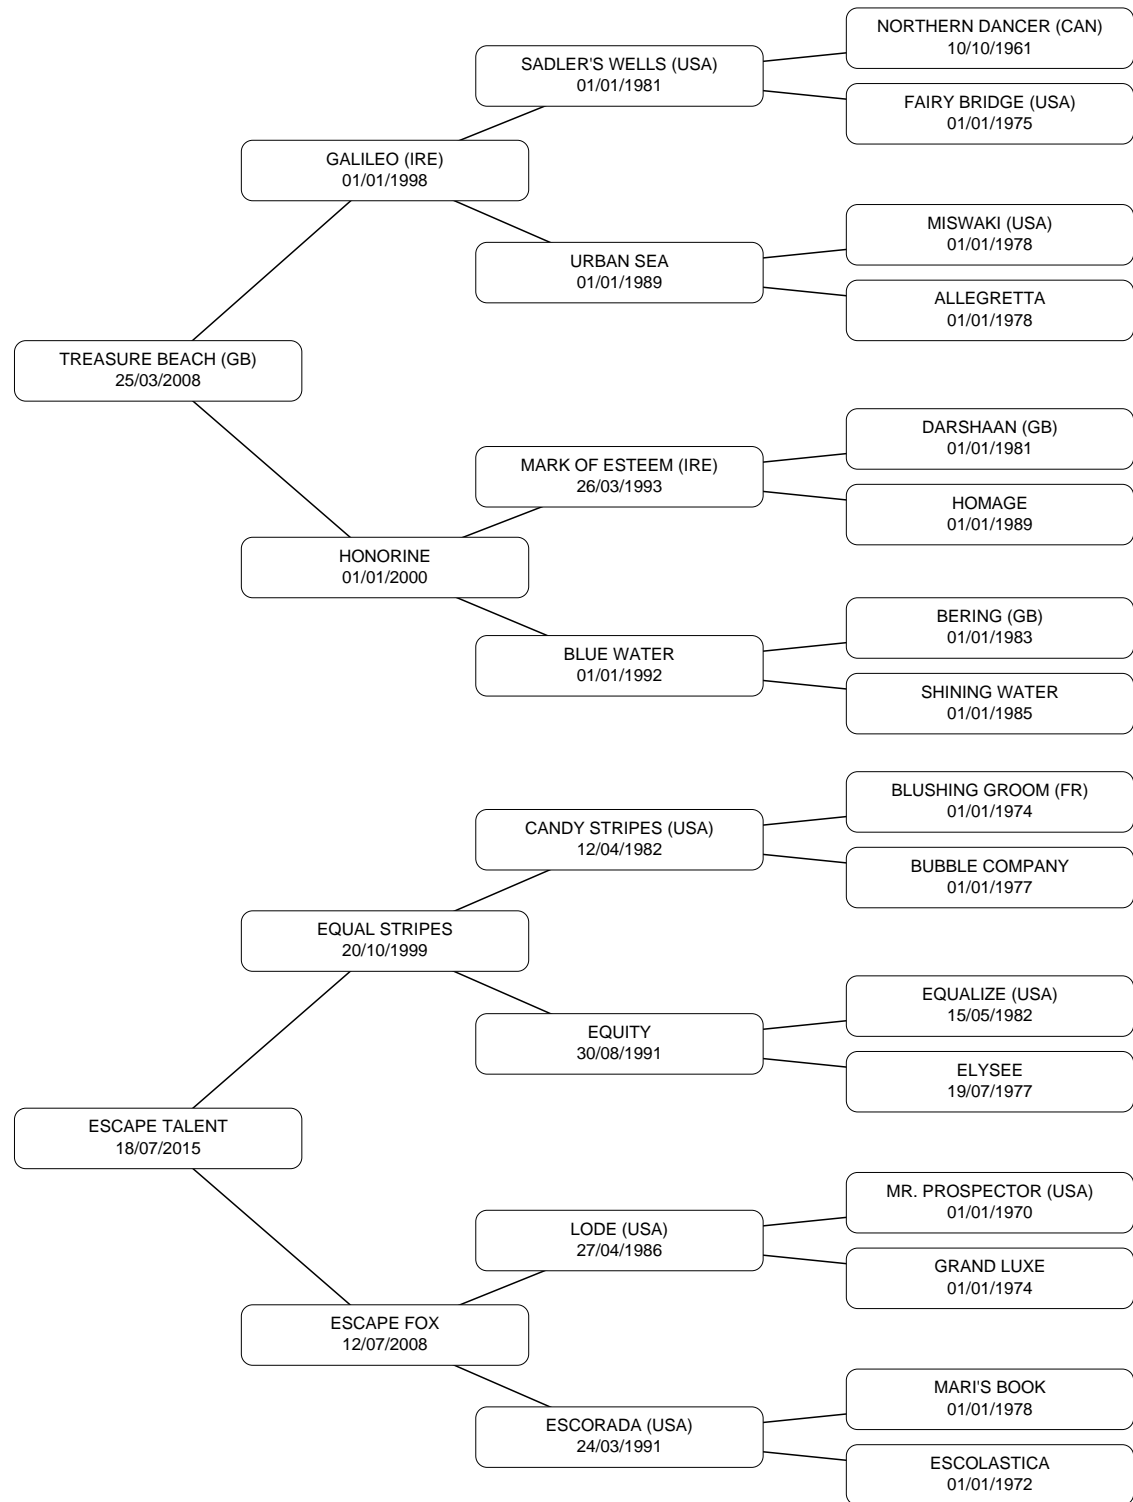 NORTHERN DANCER (CAN)
10/10/1961
SADLER'S WELLS (USA)
01/01/1981
FAIRY BRIDGE (USA)
01/01/1975
GALILEO (IRE)
01/01/1998
MISWAKI (USA)
01/01/1978
URBAN SEA
01/01/1989
ALLEGRETTA
01/01/1978
TREASURE BEACH (GB)
25/03/2008
DARSHAAN (GB)
01/01/1981
MARK OF ESTEEM (IRE)
26/03/1993
HOMAGE
01/01/1989
HONORINE
01/01/2000
BERING (GB)
01/01/1983
BLUE WATER
01/01/1992
SHINING WATER
01/01/1985
BLUSHING GROOM (FR)
01/01/1974
CANDY STRIPES (USA)
12/04/1982
BUBBLE COMPANY
01/01/1977
EQUAL STRIPES
20/10/1999
EQUALIZE (USA)
15/05/1982
EQUITY
30/08/1991
ELYSEE
19/07/1977
ESCAPE TALENT
18/07/2015
MR. PROSPECTOR (USA)
01/01/1970
LODE (USA)
27/04/1986
GRAND LUXE
01/01/1974
ESCAPE FOX
12/07/2008
MARI'S BOOK
01/01/1978
ESCORADA (USA)
24/03/1991
ESCOLASTICA
01/01/1972